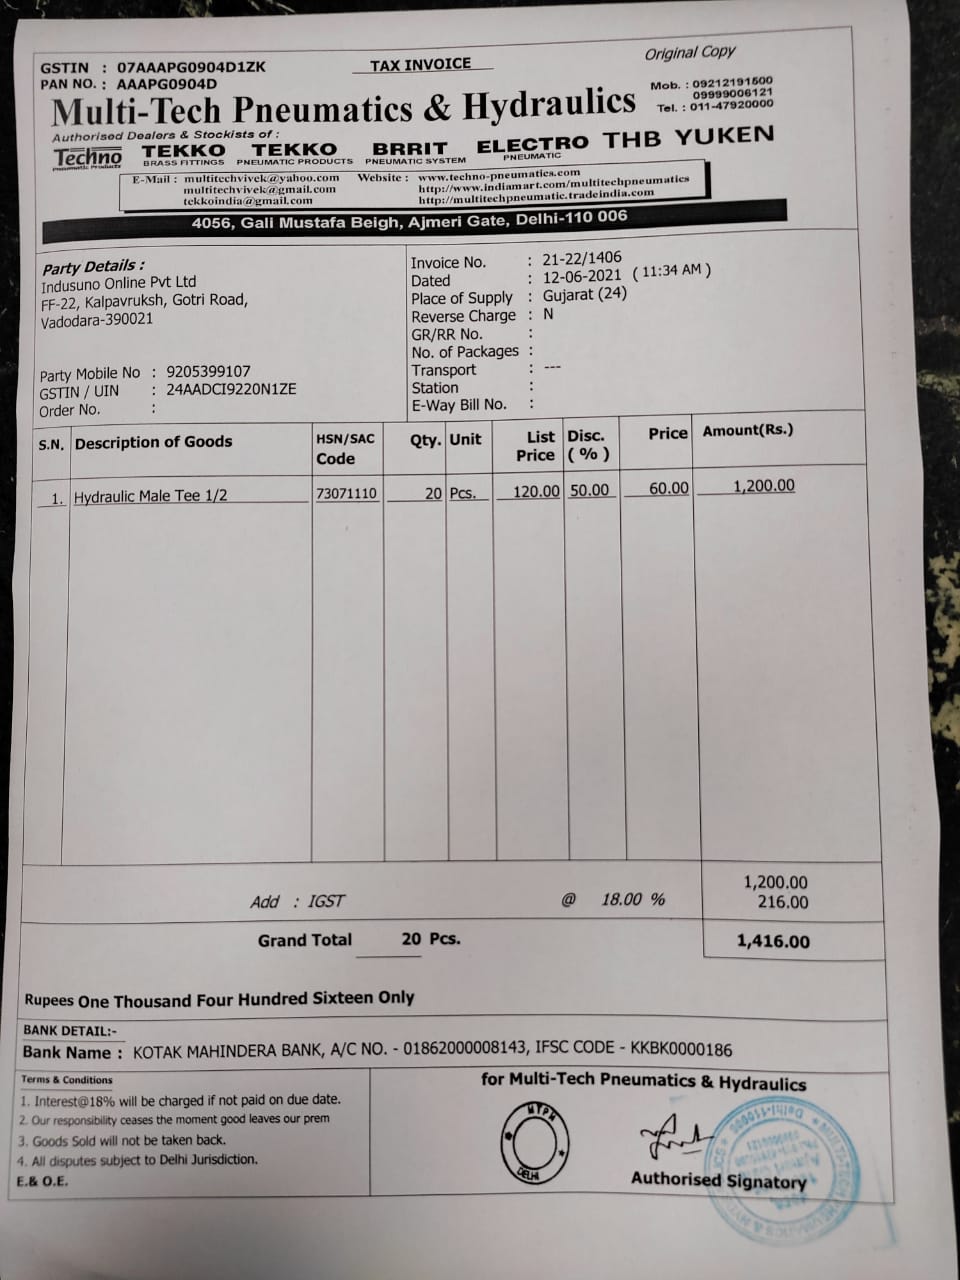 Original Copy
GSTIN : 07AAAPG0904D1ZK
TAX INVOICE
PAN NO. : AAAPG0904D
Mob. : 09212191600
09999006121
Tel. : 011-47920000
Multi-Tech Pneumatics & Hydraulics
Authorised Dealers & Stockists of :
Techno Pneumatic Products
TEKKO BRASS FITTINGS
TEKKO PNEUMATIC PRODUCTS
BRRIT PNEUMATIC SYSTEM
ELECTRO PNEUMATIC
THB YUKEN
E-Mail : multitechvivek@yahoo.com Website : www.techno-pneumatics.com
multitechvivek@gmail.com http://www.indiamart.com/multitechpneumatics
tekkoindia@gmail.com http://multitechpneumatic.tradeindia.com
4056, Gali Mustafa Beigh, Ajmeri Gate, Delhi-110 006
Party Details :
Indusuno Online Pvt Ltd
FF-22, Kalpavruksh, Gotri Road,
Vadodara-390021
Party Mobile No : 9205399107
GSTIN / UIN : 24AADCI9220N1ZE
Order No. :
Invoice No. : 21-22/1406
Dated : 12-06-2021 ( 11:34 AM )
Place of Supply : Gujarat (24)
Reverse Charge : N
GR/RR No. :
No. of Packages :
Transport : ---
Station :
E-Way Bill No. :
S.N. Description of Goods HSN/SAC Code Qty. Unit List Price Disc. ( % ) Price Amount(Rs.)
1. Hydraulic Male Tee 1/2 73071110 20 Pcs. 120.00 50.00 60.00 1,200.00
1,200.00
Add : IGST @ 18.00 % 216.00
Grand Total 20 Pcs. 1,416.00
Rupees One Thousand Four Hundred Sixteen Only
BANK DETAIL:-
Bank Name : KOTAK MAHINDERA BANK, A/C NO. - 01862000008143, IFSC CODE - KKBK0000186
Terms & Conditions
1. Interest@18% will be charged if not paid on due date.
2. Our responsibility ceases the moment good leaves our prem
3. Goods Sold will not be taken back.
4. All disputes subject to Delhi Jurisdiction.
E.& O.E.
for Multi-Tech Pneumatics & Hydraulics
MTPH
DELHI
Authorised Signatory